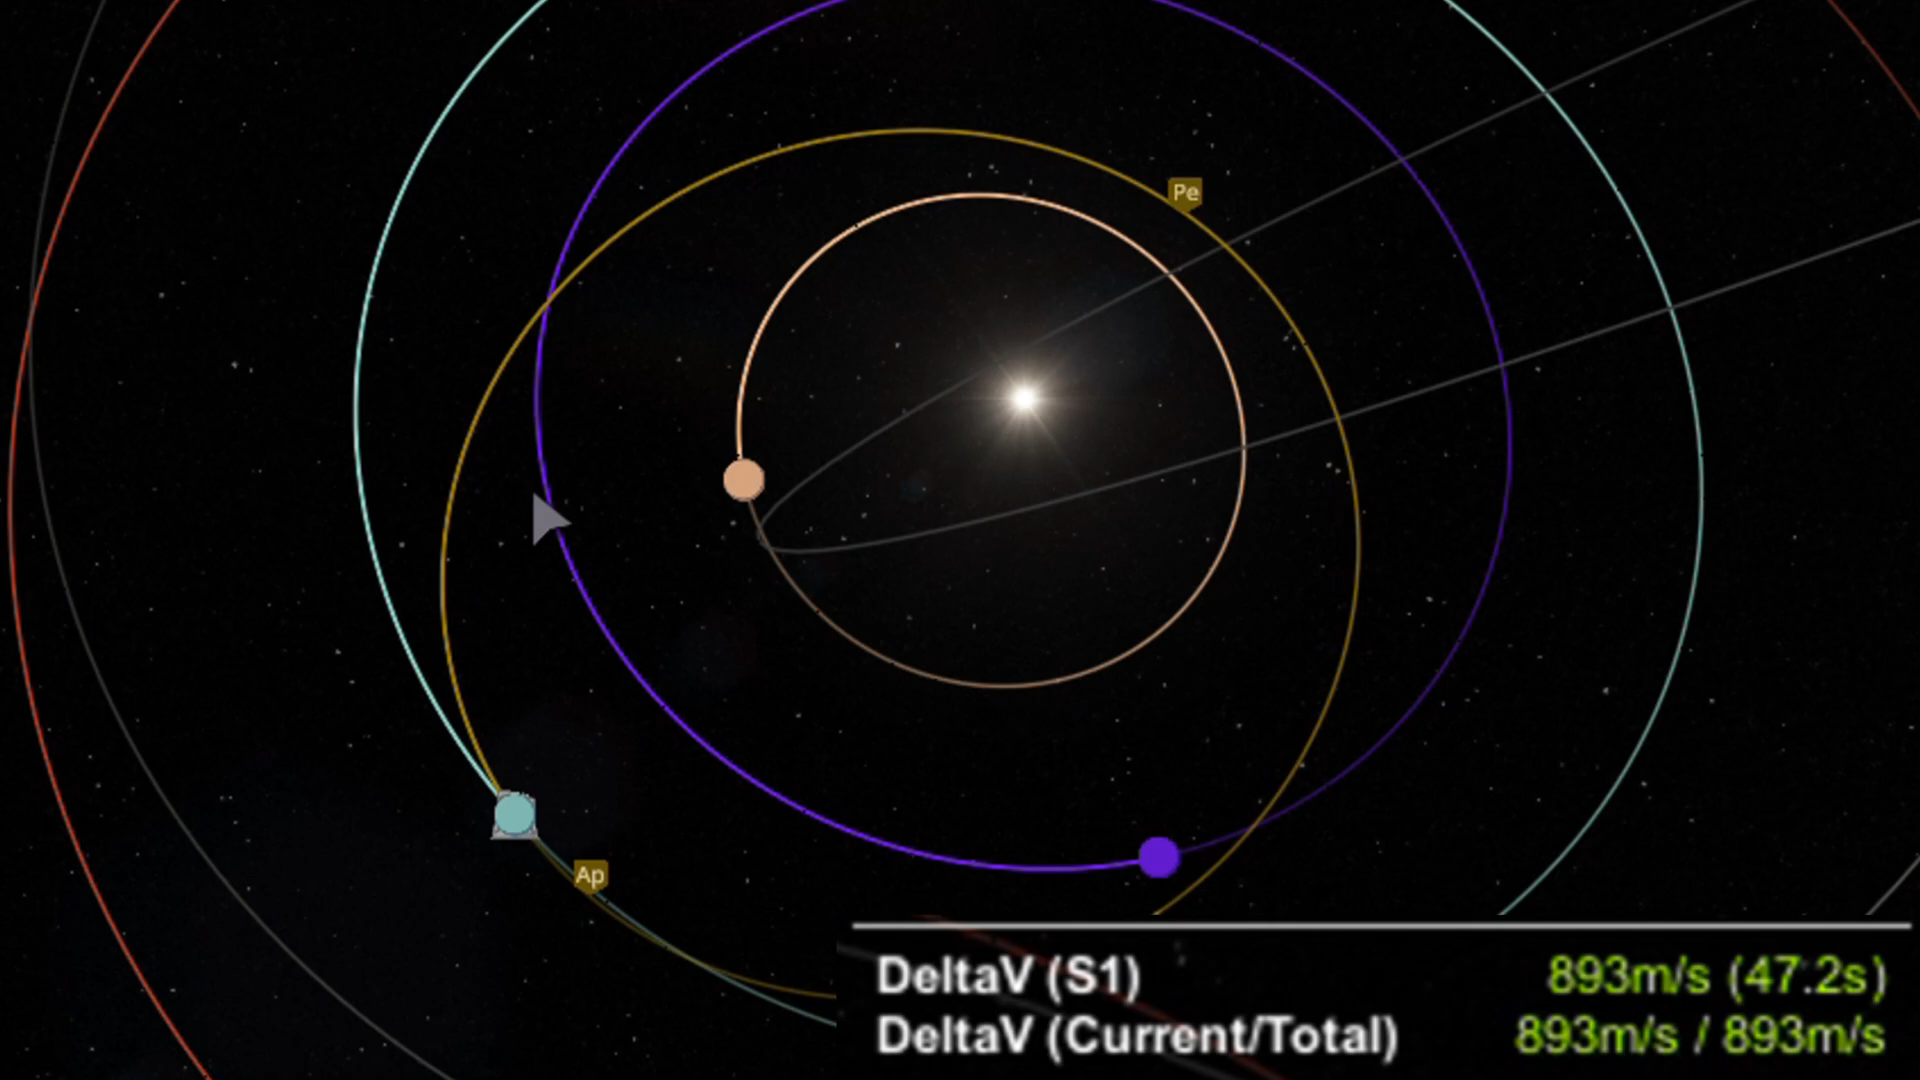 Pe
Ap
DeltaV (S1) 893m/s (47.2s)
DeltaV (Current/Total) 893m/s / 893m/s